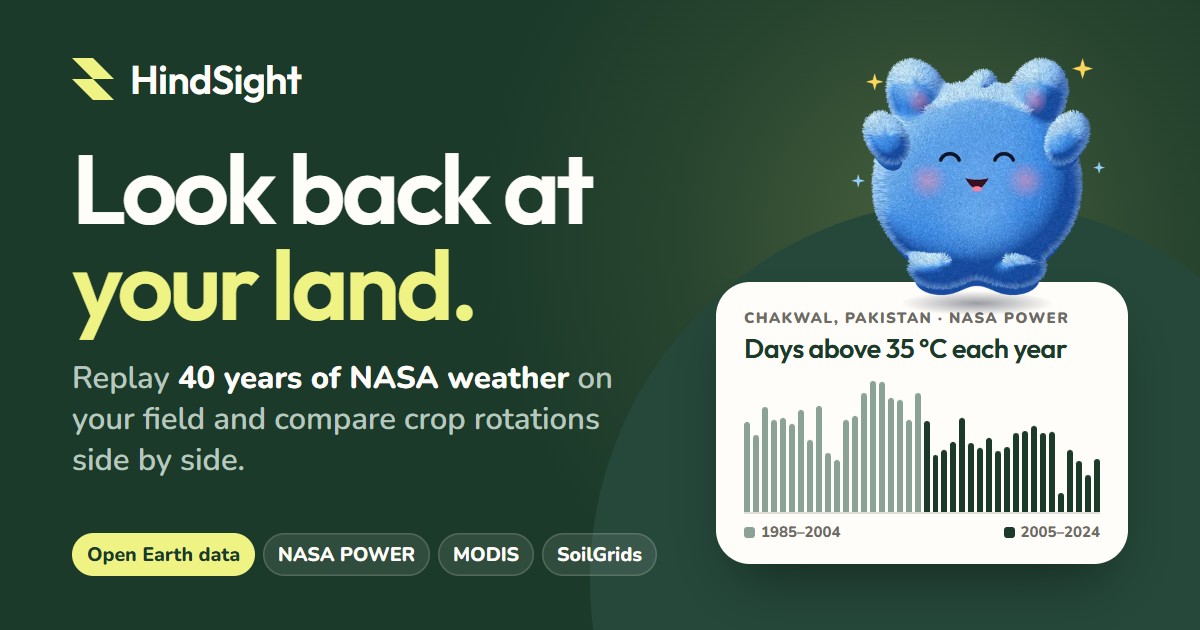 HindSight
Look back at
your land.
Replay 40 years of NASA weather on
your field and compare crop rotations
side by side.
Open Earth data
NASA POWER
MODIS
SoilGrids
CHAKWAL, PAKISTAN · NASA POWER
Days above 35 °C each year
1985–2004
2005–2024